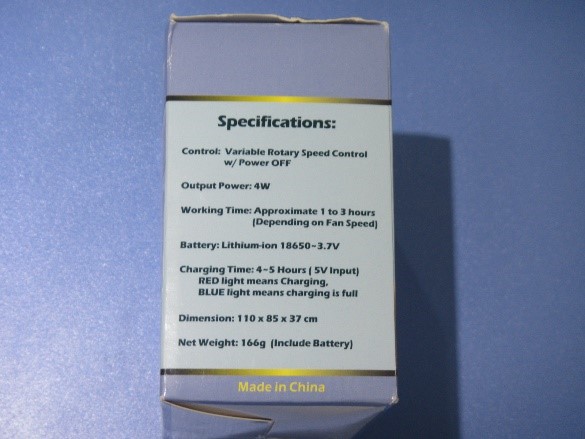 Specifications:
Control: Variable Rotary Speed Control
w/ Power OFF
Output Power: 4W
Working Time: Approximate 1 to 3 hours
(Depending on Fan Speed)
Battery: Lithium-ion 18650~3.7V
Charging Time: 4~5 Hours ( 5V Input)
RED light means Charging,
BLUE light means charging is full
Dimension: 110 x 85 x 37 cm
Net Weight: 166g (Include Battery)
Made in China